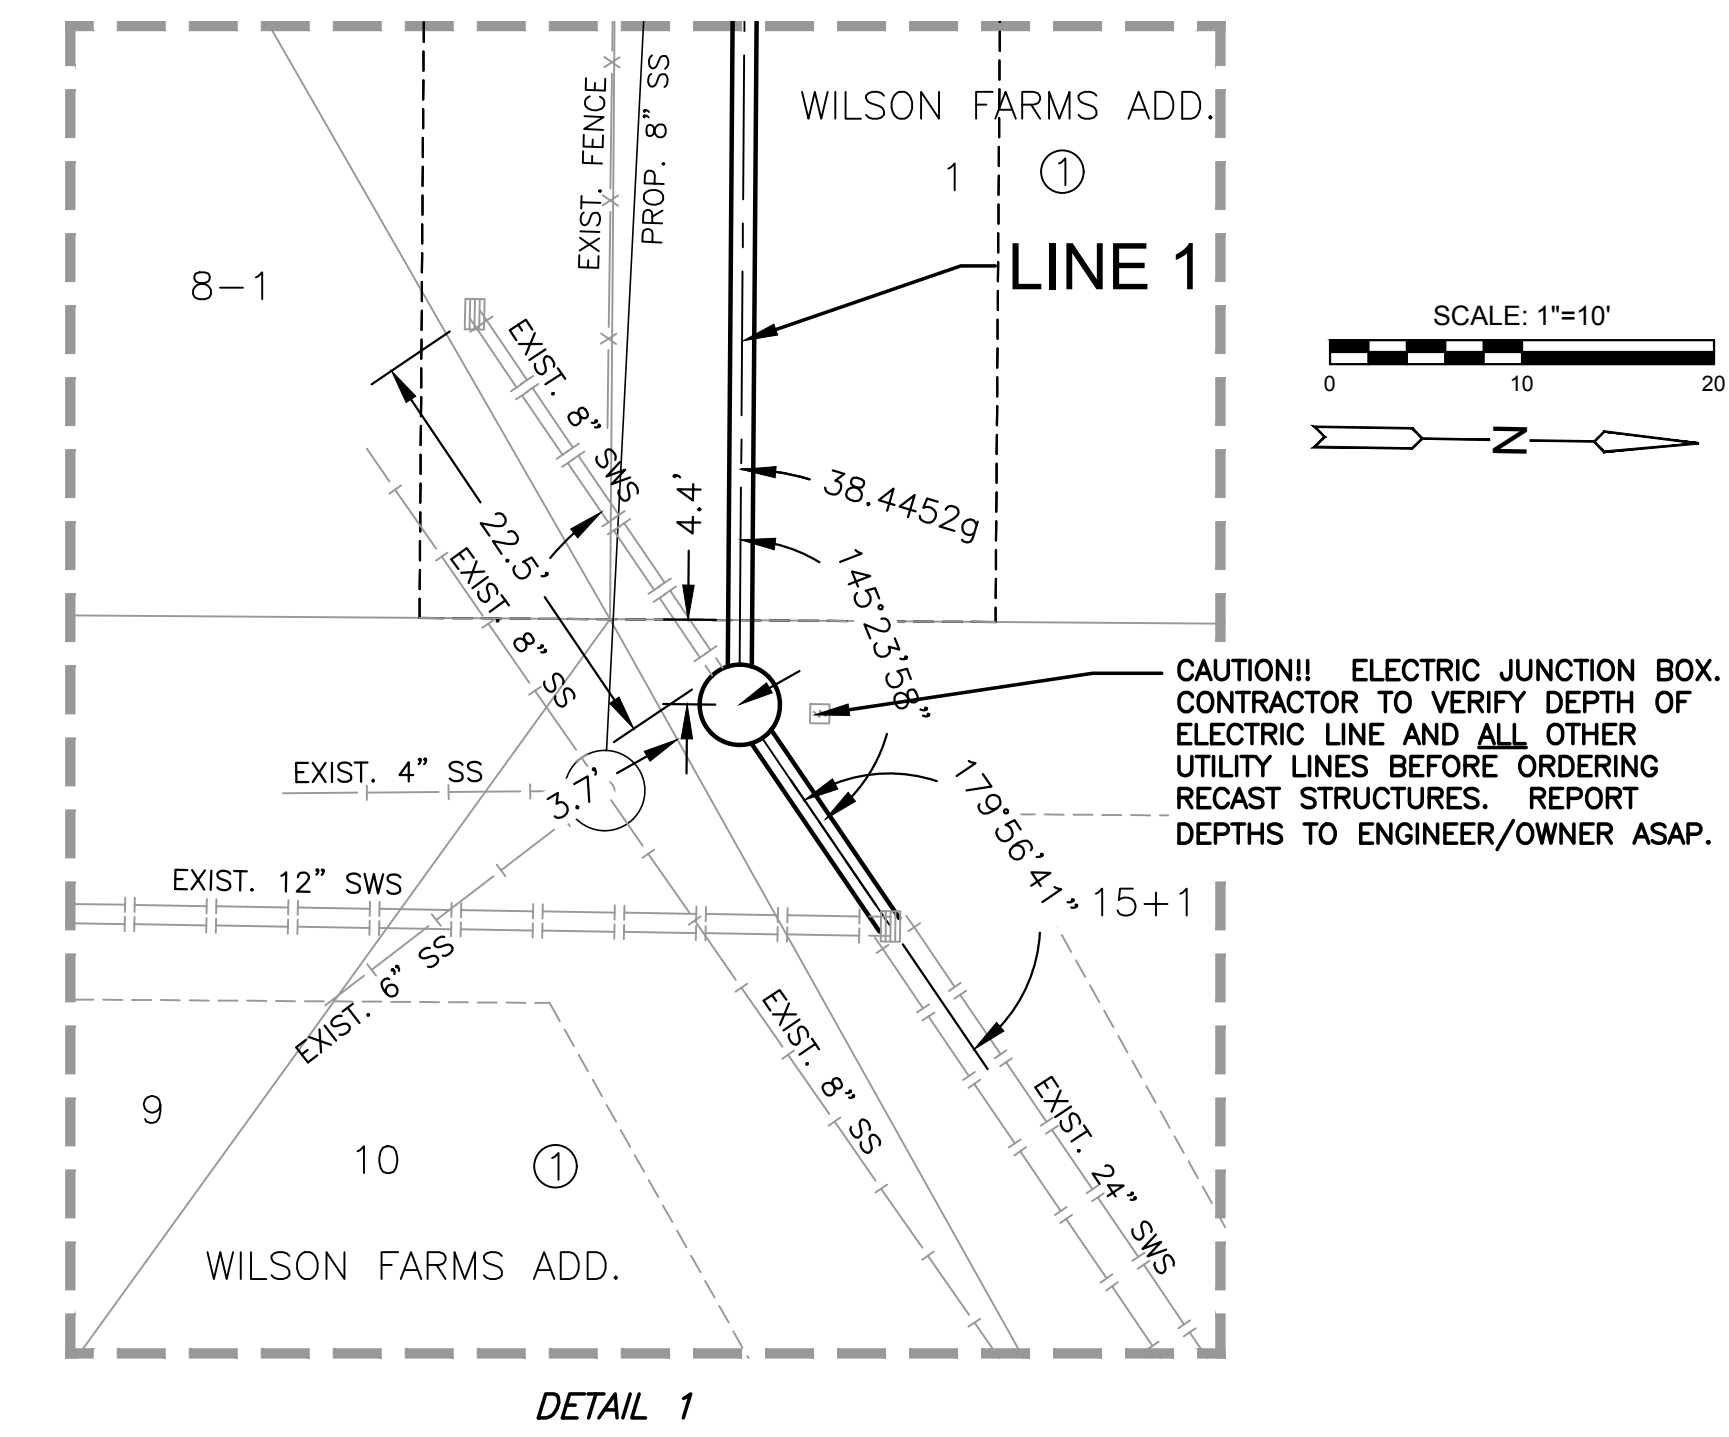 EXIST. FENCE
PROP. 8" SS
WILSON FARMS ADD.
1
1
LINE 1
8-1
SCALE: 1"=10'
0
10
20
N
EXIST. 8" SWS
4.4'
38.4452g
22.5'
145°23'58"
EXIST. 8" SS
CAUTION!! ELECTRIC JUNCTION BOX.
CONTRACTOR TO VERIFY DEPTH OF
ELECTRIC LINE AND ALL OTHER
UTILITY LINES BEFORE ORDERING
RECAST STRUCTURES. REPORT
DEPTHS TO ENGINEER/OWNER ASAP.
EXIST. 4" SS
3.7'
179°56'41"
EXIST. 12" SWS
15+1
EXIST. 6" SS
EXIST. 8" SS
EXIST. 24" SWS
9
10
1
WILSON FARMS ADD.
DETAIL 1